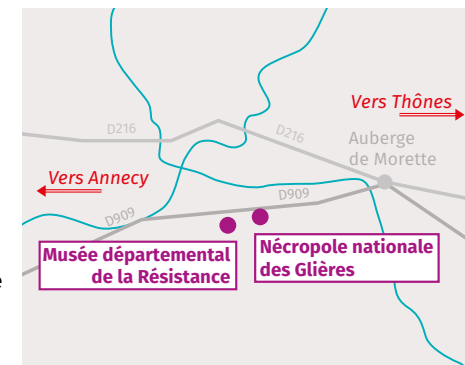 Vers Thônes
D216
D216
Auberge
de Morette
Vers Annecy
D909
D909
Musée départemental
de la Résistance
Nécropole nationale
des Glières
e